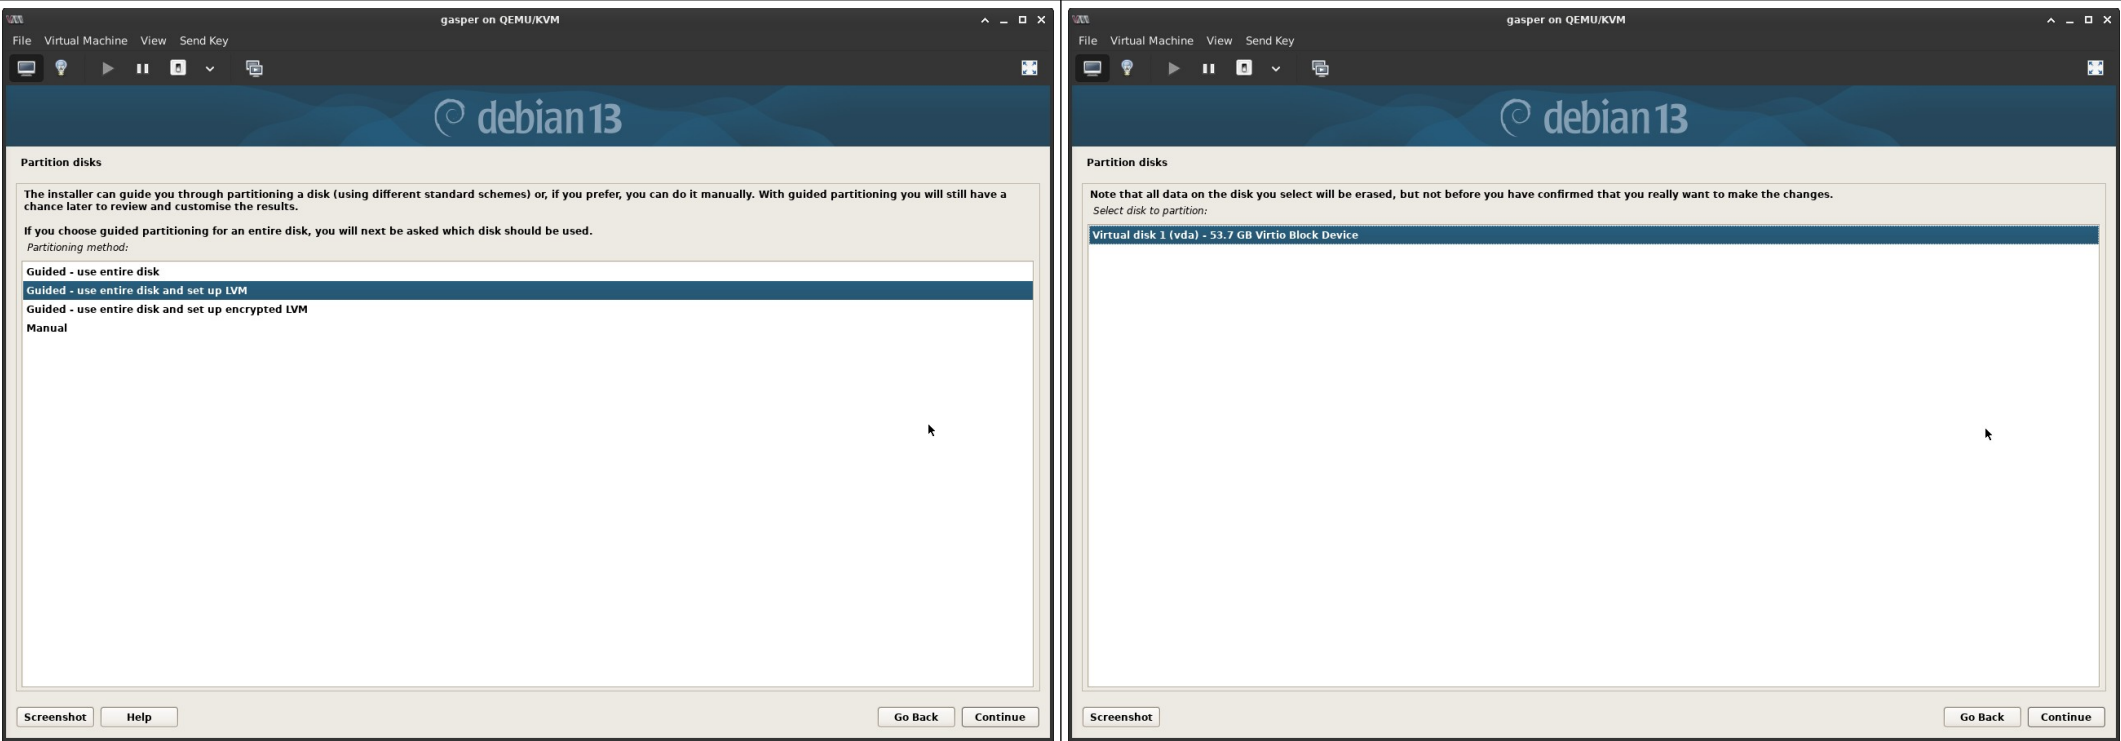 gasper on QEMU/KVM
File Virtual Machine View Send Key
debian 13
Partition disks
The installer can guide you through partitioning a disk (using different standard schemes) or, if you prefer, you can do it manually. With guided partitioning you will still have a
chance later to review and customise the results.
If you choose guided partitioning for an entire disk, you will next be asked which disk should be used.
Partitioning method:
Guided - use entire disk
Guided - use entire disk and set up LVM
Guided - use entire disk and set up encrypted LVM
Manual
Screenshot Help Go Back Continue
gasper on QEMU/KVM
File Virtual Machine View Send Key
debian 13
Partition disks
Note that all data on the disk you select will be erased, but not before you have confirmed that you really want to make the changes.
Select disk to partition:
Virtual disk 1 (vda) - 53.7 GB Virtio Block Device
Screenshot Go Back Continue